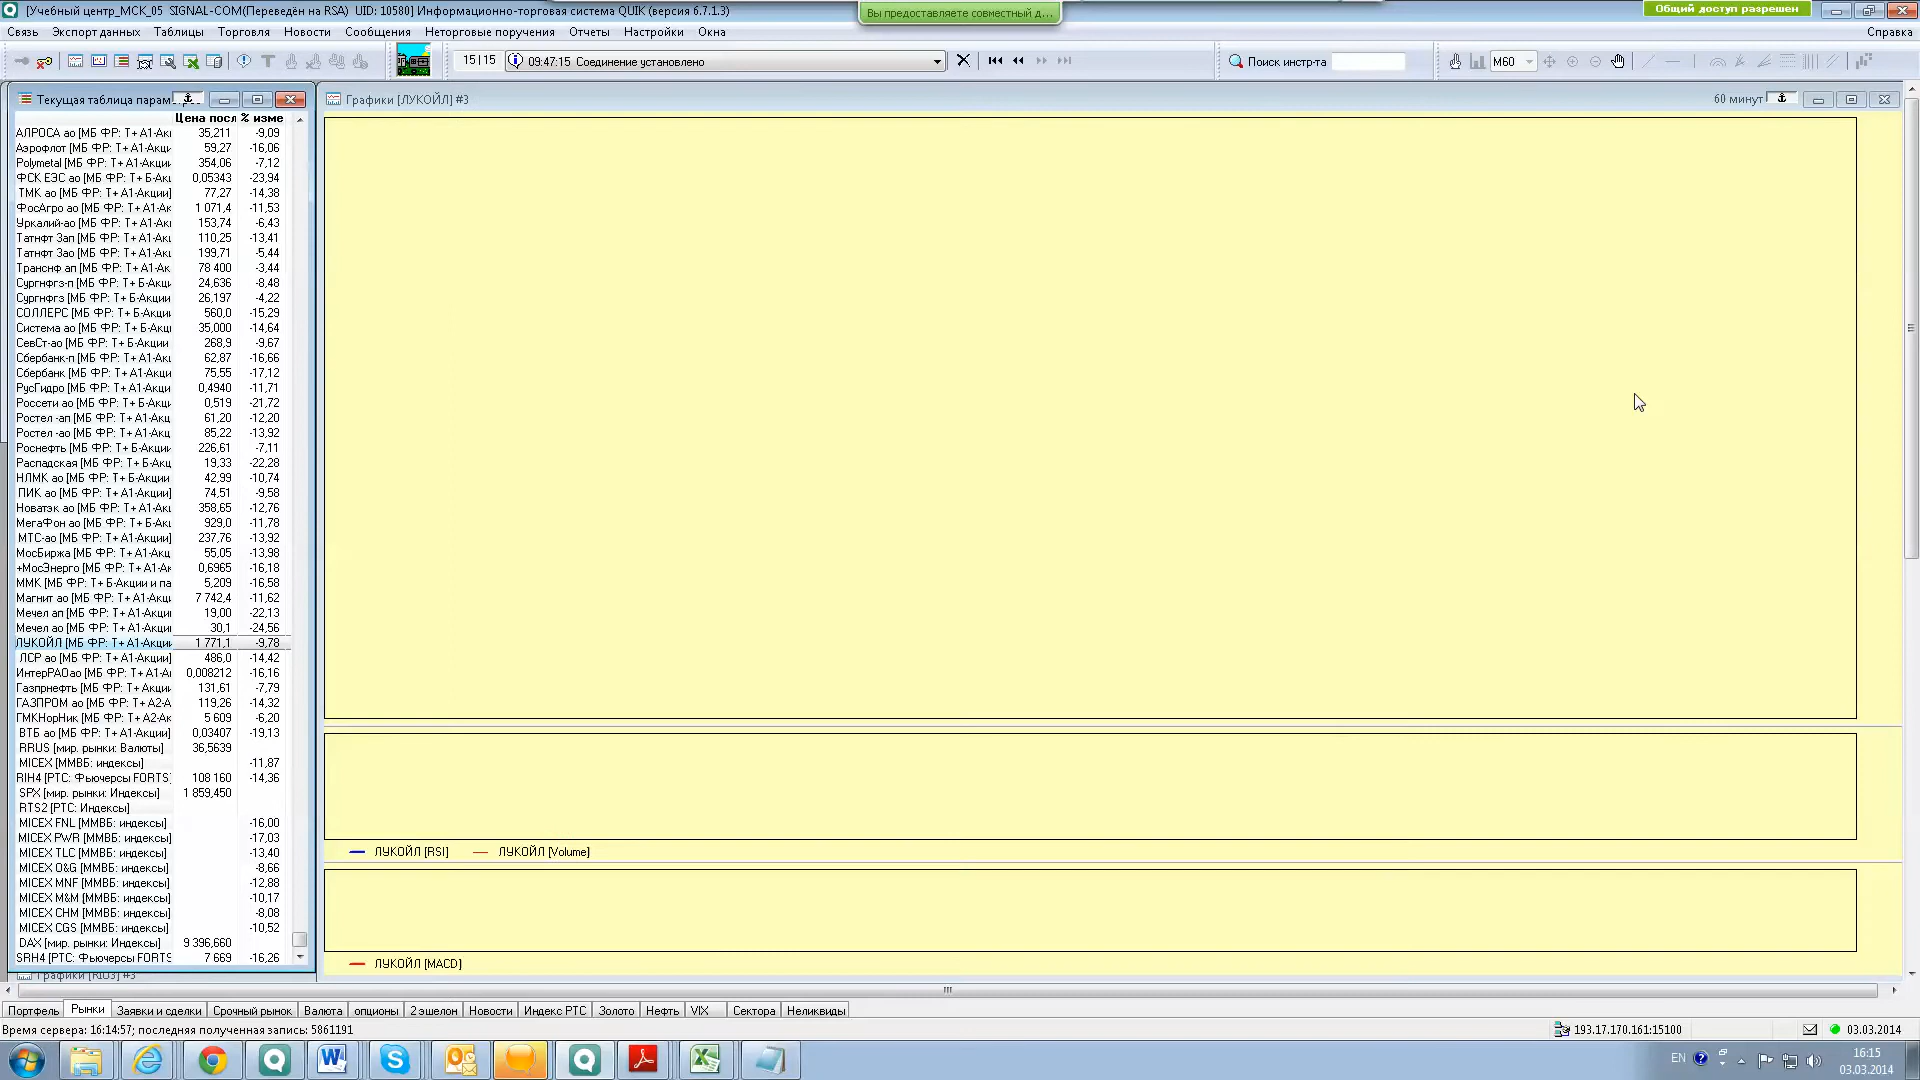 [Учебный центр_МСК_05 SIGNAL-COM(Переведён на RSA) UID: 10580] Информационно-торговая система QUIK (версия 6.7.1.3)
Вы предоставляете совместный д...
Общий доступ разрешен
Связь Экспорт данных Таблицы Торговля Новости Сообщения Неторговые поручения Отчеты Настройки Окна Справка
15|15 09:47:15 Соединение установлено Поиск инстр-та M60
Текущая таблица парам
Графики [ЛУКОЙЛ] #3 60 минут
Цена посл % изме
АЛРОСА ао [МБ ФР: Т+ А1-Акц 35,211 -9,09
Аэрофлот [МБ ФР: Т+ А1-Акци 59,27 -16,06
Polymetal [МБ ФР: Т+ А1-Акции 354,06 -7,12
ФСК ЕЭС ао [МБ ФР: Т+ Б-Акц 0,05343 -23,94
ТМК ао [МБ ФР: Т+ А1-Акции] 77,27 -14,38
ФосАгро ао [МБ ФР: Т+ А1-Ак 1 071,4 -11,53
Уркалий-ао [МБ ФР: Т+ А1-Ак 153,74 -6,43
Татнфт 3ап [МБ ФР: Т+ А1-Акц 110,25 -13,41
Татнфт 3ао [МБ ФР: Т+ А1-Акц 199,71 -5,44
Транснф ап [МБ ФР: Т+ А1-Ак 78 400 -3,44
Сургнфгз-п [МБ ФР: Т+ Б-Акци 24,636 -8,48
Сургнфгз [МБ ФР: Т+ Б-Акции 26,197 -4,22
СОЛЛЕРС [МБ ФР: Т+ Б-Акции 560,0 -15,29
Система ао [МБ ФР: Т+ А1-Акц 35,000 -14,64
СевСт-ао [МБ ФР: Т+ Б-Акции 268,9 -9,67
Сбербанк-п [МБ ФР: Т+ А1-Акц 62,87 -16,66
Сбербанк [МБ ФР: Т+ А1-Акци 75,55 -17,12
РусГидро [МБ ФР: Т+ А1-Акци 0,4940 -11,71
Россети ао [МБ ФР: Т+ Б-Акци 0,519 -21,72
Ростел -ап [МБ ФР: Т+ А1-Акц 61,20 -12,20
Ростел -ао [МБ ФР: Т+ А1-Акц 85,22 -13,92
Роснефть [МБ ФР: Т+ Б-Акции 226,61 -7,11
Распадская [МБ ФР: Т+ Б-Акц 19,33 -22,28
НЛМК ао [МБ ФР: Т+ Б-Акции 42,99 -10,74
ПИК ао [МБ ФР: Т+ А1-Акции] 74,51 -9,58
Новатэк ао [МБ ФР: Т+ А1-Ак 358,65 -12,76
МегаФон ао [МБ ФР: Т+ Б-Акц 929,0 -11,78
МТС-ао [МБ ФР: Т+ А1-Акции] 237,76 -13,92
МосБиржа [МБ ФР: Т+ А1-Акц 55,05 -13,98
+МосЭнерго [МБ ФР: Т+ А1-Ак 0,6965 -16,18
ММК [МБ ФР: Т+ Б-Акции и па 5,209 -16,58
Магнит ао [МБ ФР: Т+ А1-Акци 7 742,4 -11,62
Мечел ап [МБ ФР: Т+ А1-Акци 19,00 -22,13
Мечел ао [МБ ФР: Т+ А1-Акци 30,1 -24,56
ЛУКОЙЛ [МБ ФР: Т+ А1-Акции 1 771,1 -9,78
ЛСР ао [МБ ФР: Т+ А1-Акции] 486,0 -14,42
ИнтерРАОао [МБ ФР: Т+ А1-А 0,008212 -16,16
Газпрнефть [МБ ФР: Т+ Акции 131,61 -7,79
ГАЗПРОМ ао [МБ ФР: Т+ А2-А 119,26 -14,32
ГМКНорНик [МБ ФР: Т+ А2-Ак 5 609 -6,20
ВТБ ао [МБ ФР: Т+ А1-Акции] 0,03407 -19,13
RRUS [мир. рынки: Валюты] 36,5639
MICEX [ММВБ: индексы] -11,87
RIH4 [РТС: Фьючерсы FORTS] 108 160 -14,36
SPX [мир. рынки: Индексы] 1 859,450
RTS2 [РТС: Индексы]
MICEX FNL [ММВБ: индексы] -16,00
MICEX PWR [ММВБ: индексы] -17,03
MICEX TLC [ММВБ: индексы] -13,40
MICEX O&G [ММВБ: индексы] -8,66
MICEX MNF [ММВБ: индексы] -12,88
MICEX M&M [ММВБ: индексы] -10,17
MICEX CHM [ММВБ: индексы] -8,08
MICEX CGS [ММВБ: индексы] -10,52
DAX [мир. рынки: Индексы] 9 396,660
SRH4 [РТС: Фьючерсы FORTS 7 669 -16,26
Графики [RIU3] #3
ЛУКОЙЛ [RSI] ЛУКОЙЛ [Volume]
ЛУКОЙЛ [MACD]
Портфель Рынки Заявки и сделки Срочный рынок Валюта опционы 2 эшелон Новости Индекс РТС Золото Нефть VIX Сектора Неликвиды
Время сервера: 16:14:57; последняя полученная запись: 5861191 193.17.170.161:15100 03.03.2014
EN 16:15
03.03.2014